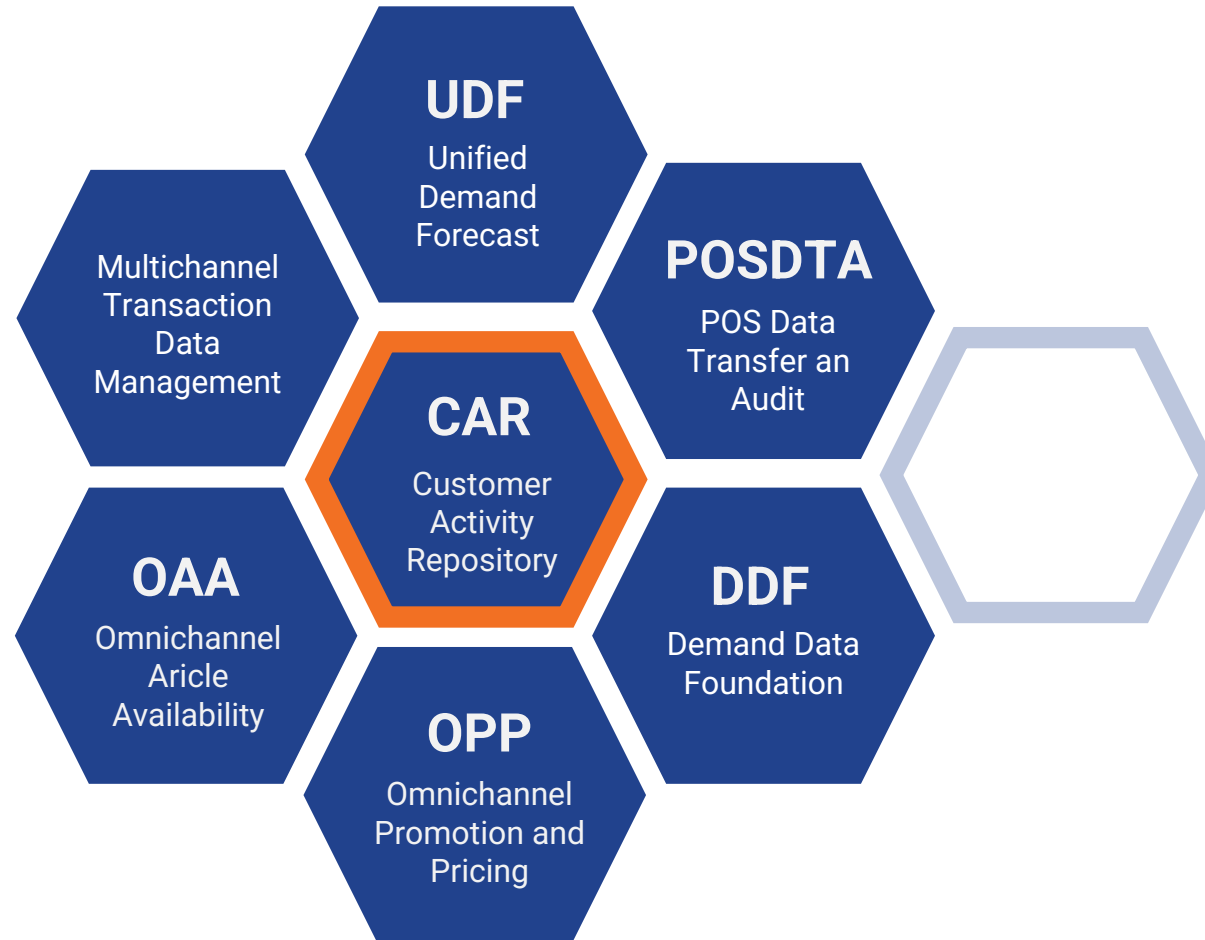 UDF
Unified
Demand
Forecast
Multichannel
Transaction
Data
Management
POSDTA
POS Data
Transfer an
Audit
CAR
Customer
Activity
Repository
OAA
Omnichannel
Aricle
Availability
DDF
Demand Data
Foundation
OPP
Omnichannel
Promotion and
Pricing